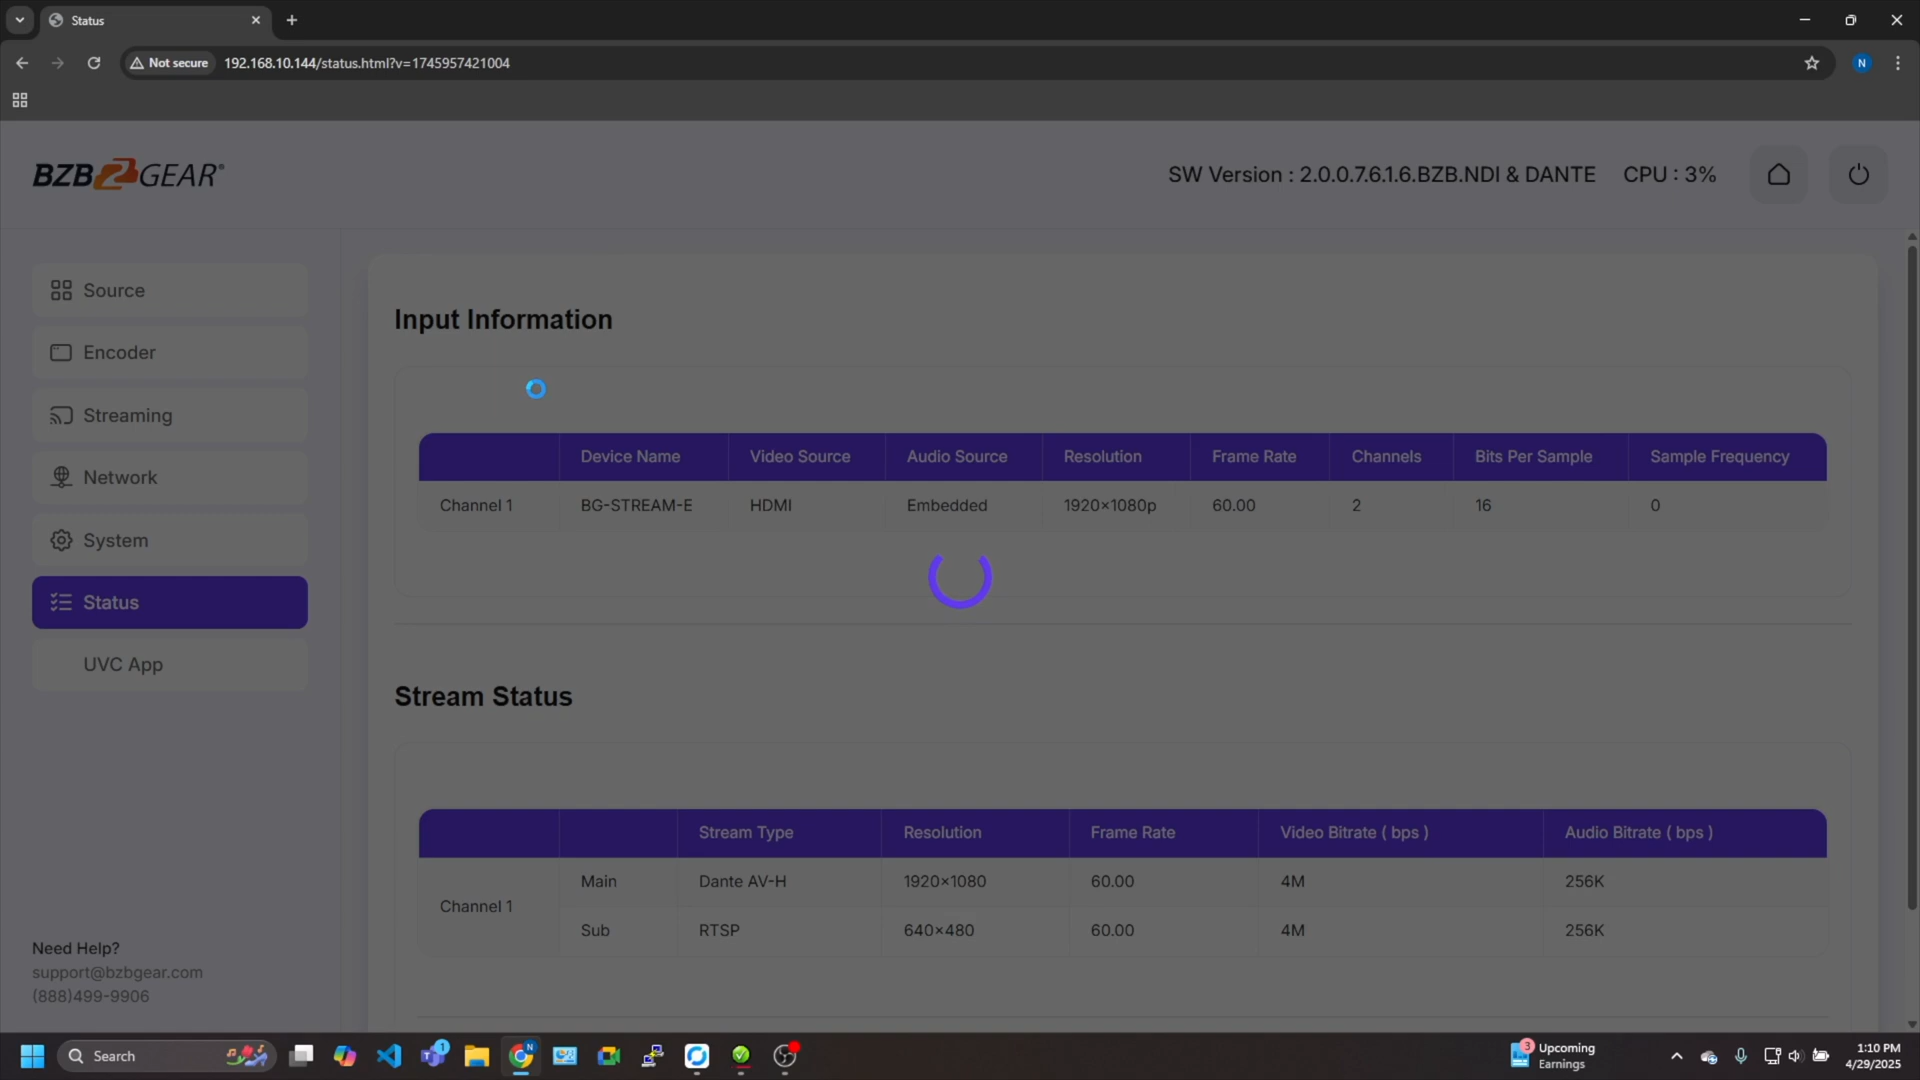 Status
Not secure
192.168.10.144/status.html?v=1745957421004
N
BZBGEAR®
SW Version : 2.0.0.7.6.1.6.BZB.NDI & DANTE
CPU : 3%
Source
Encoder
Streaming
Network
System
Status
UVC App
Need Help?
support@bzbgear.com
(888)499-9906
Input Information
Device Name Video Source Audio Source Resolution Frame Rate Channels Bits Per Sample Sample Frequency
Channel 1 BG-STREAM-E HDMI Embedded 1920×1080p 60.00 2 16 0
Stream Status
Stream Type Resolution Frame Rate Video Bitrate ( bps ) Audio Bitrate ( bps )
Channel 1
Main Dante AV-H 1920×1080 60.00 4M 256K
Sub RTSP 640×480 60.00 4M 256K
Search
1
N
3
Upcoming
Earnings
1:10 PM
4/29/2025